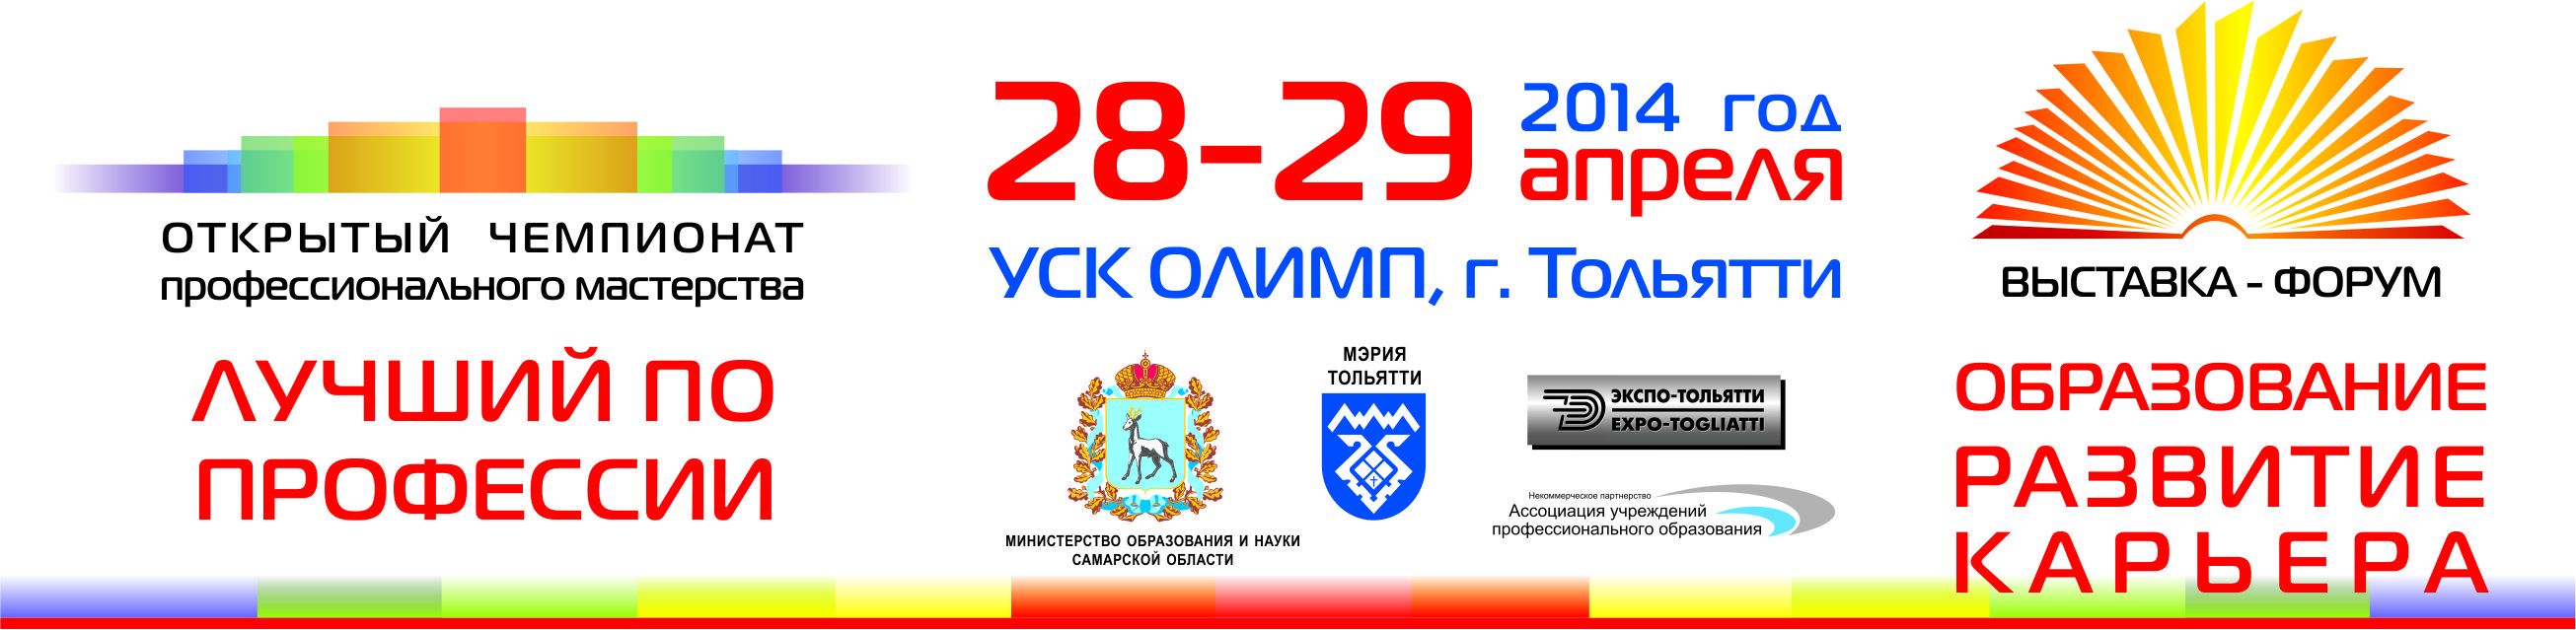 ОТКРЫТЫЙ ЧЕМПИОНАТ
профессионального мастерства
ЛУЧШИЙ ПО
ПРОФЕССИИ
28-29 апреля
2014 год
УСК ОЛИМП, г. Тольятти
МИНИСТЕРСТВО ОБРАЗОВАНИЯ И НАУКИ
САМАРСКОЙ ОБЛАСТИ
МЭРИЯ
ТОЛЬЯТТИ
ЭКСПО-ТОЛЬЯТТИ
EXPO-TOGLIATTI
Некоммерческое партнерство
Ассоциация учреждений
профессионального образования
ВЫСТАВКА - ФОРУМ
ОБРАЗОВАНИЕ
РАЗВИТИЕ
КАРЬЕРА